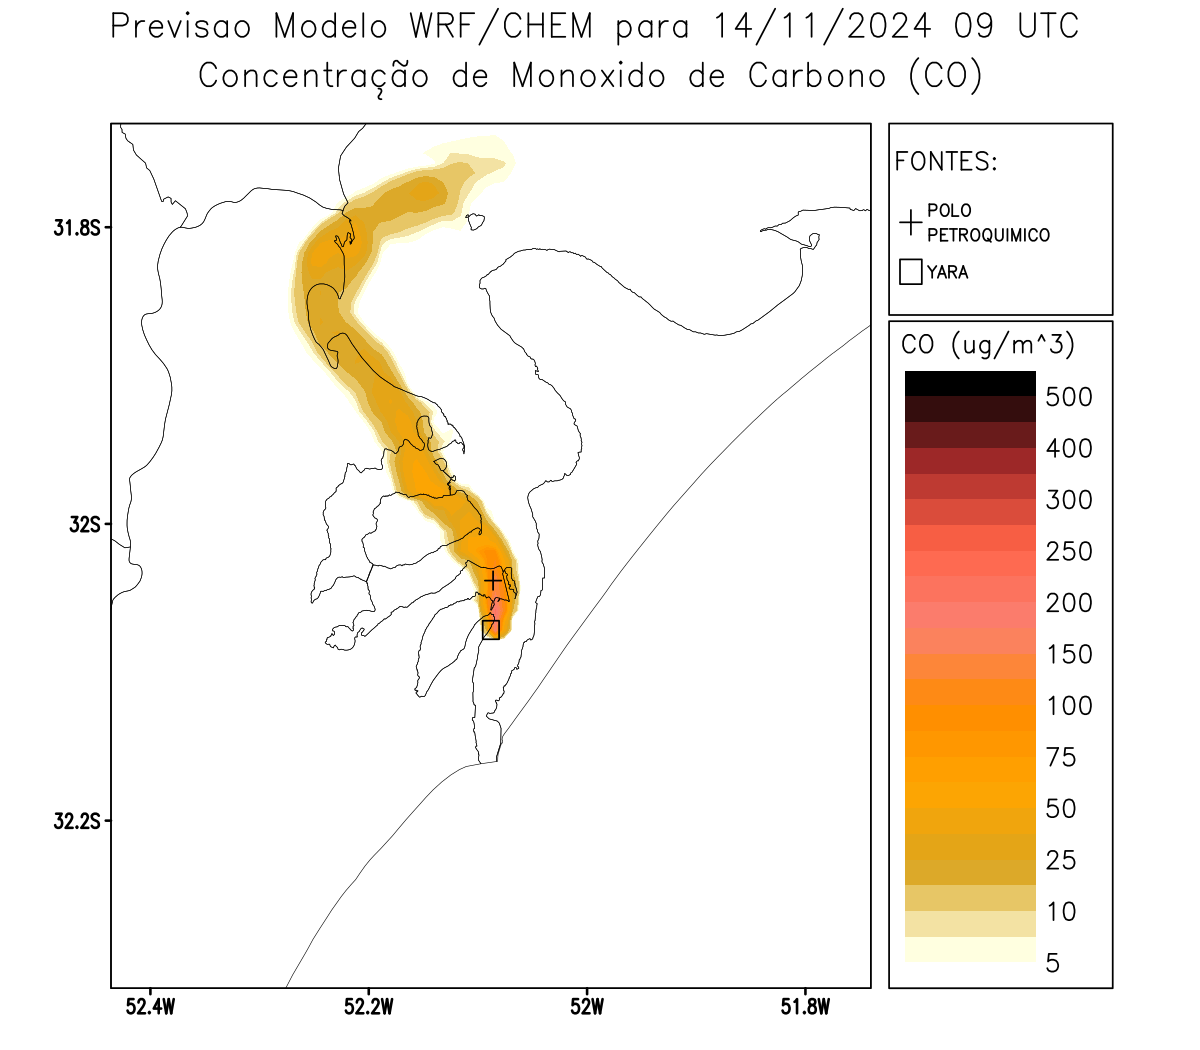 Previsao Modelo WRF/CHEM para 14/11/2024 09 UTC
Concentração de Monoxido de Carbono (CO)
FONTES:
POLO
PETROQUIMICO
YARA
CO (ug/m^3)
500
400
300
250
200
150
100
75
50
25
10
5
31.8S
32S
32.2S
52.4W
52.2W
52W
51.8W